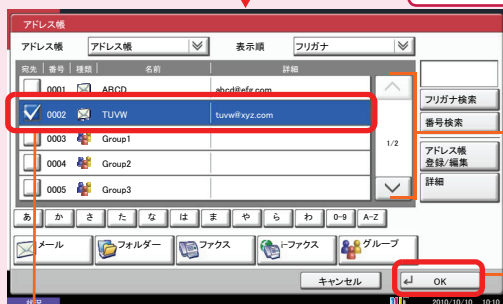 アドレス帳
アドレス帳 アドレス帳 表示順 フリガナ
宛先 番号 種類 名前 詳細
0001 ABCD abcd@efg.com
0002 TUVW tuvw@xyz.com
0003 Group1
0004 Group2
0005 Group3
1/2
フリガナ検索
番号検索
アドレス帳
登録/編集
詳細
あ か さ た な は ま や ら わ 0-9 A-Z
メール フォルダー ファクス i-ファクス グループ
キャンセル OK
状況 2010/10/10 10:10